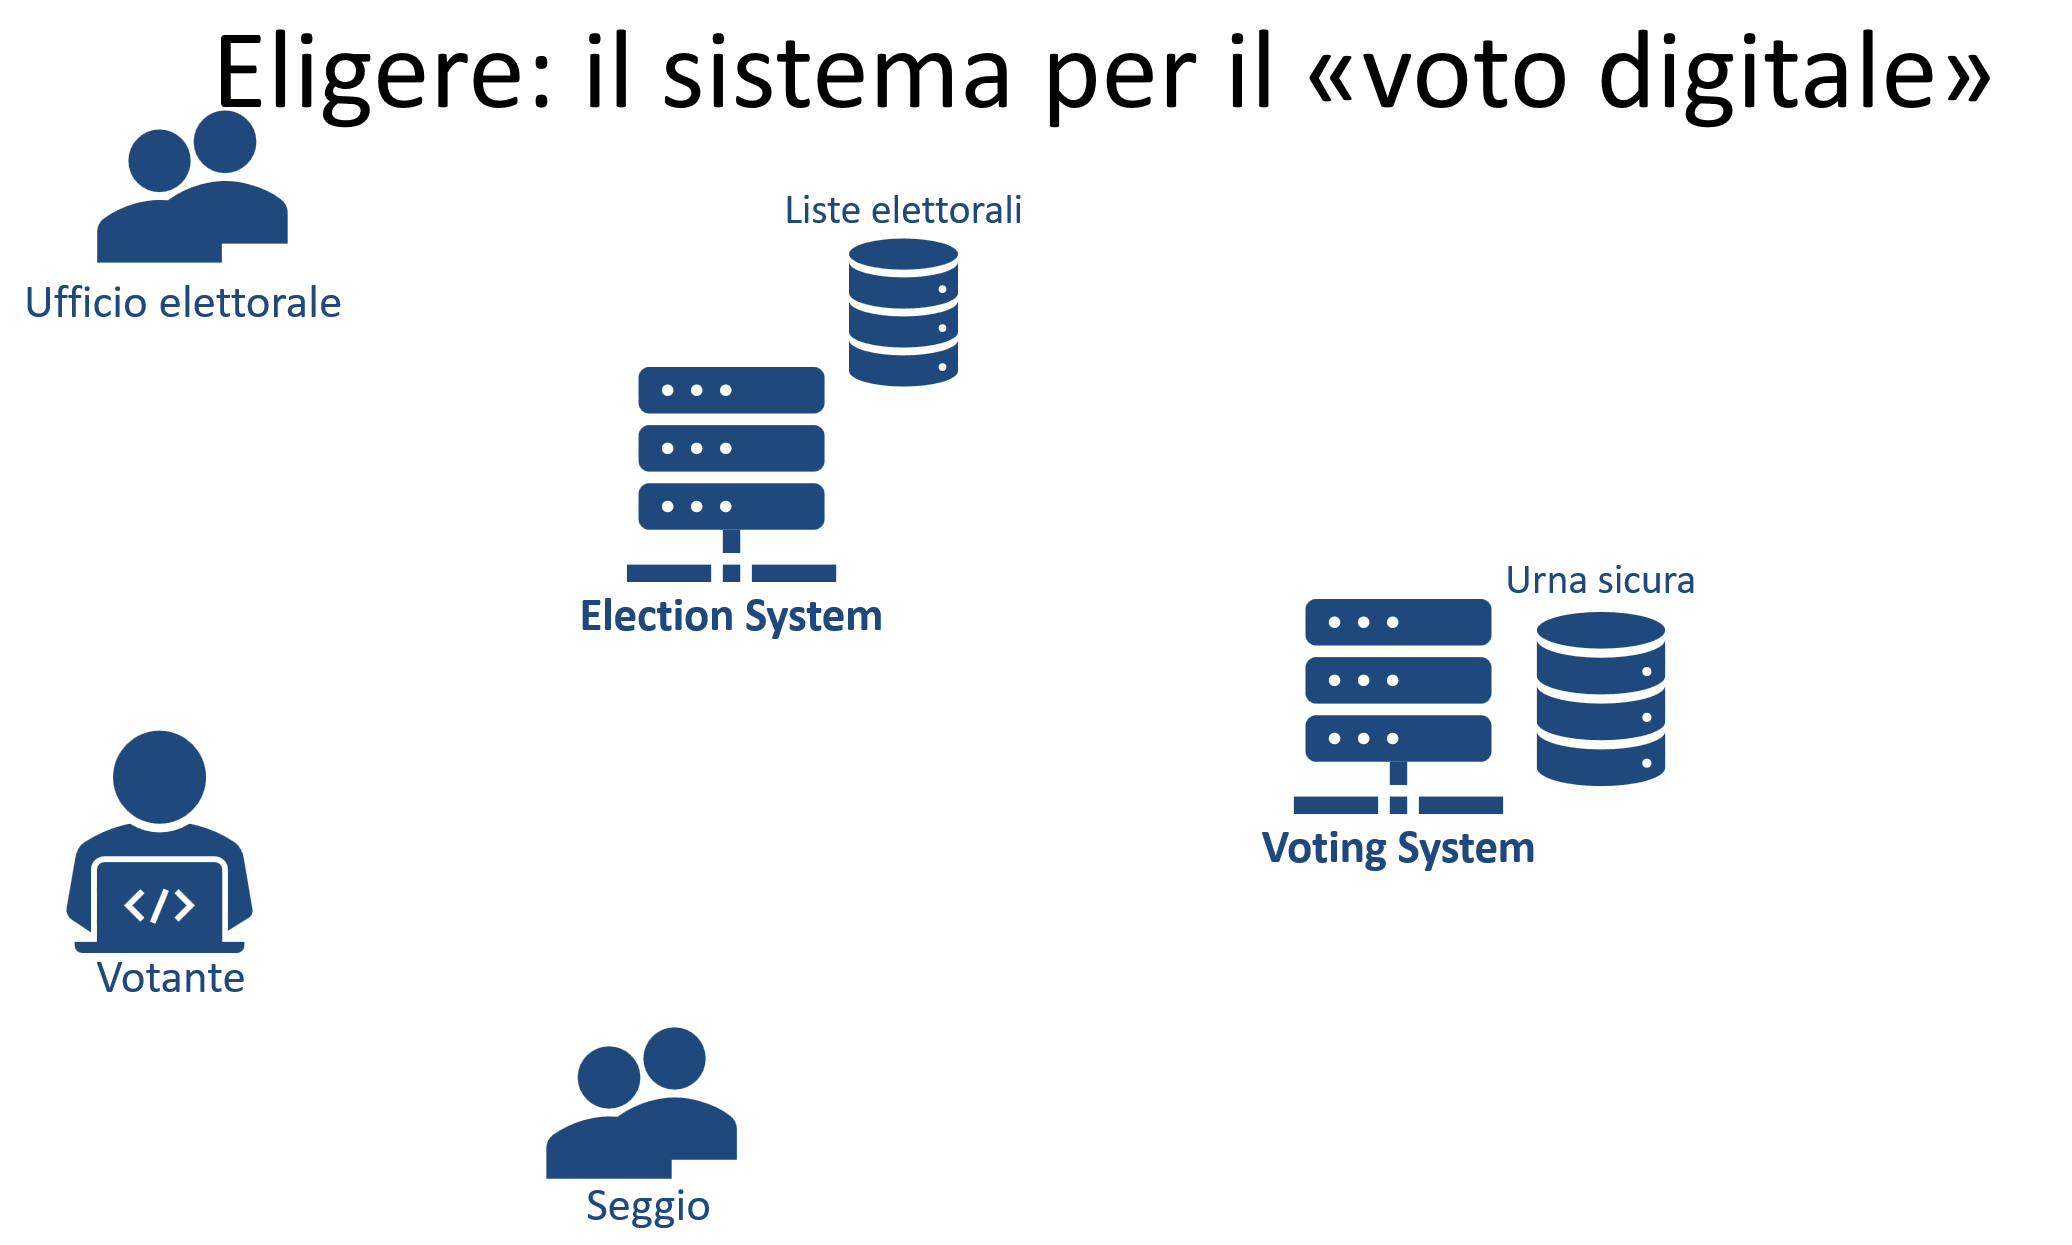 Eligere: il sistema per il «voto digitale»
Liste elettorali
Ufficio elettorale
Election System
Urna sicura
Voting System
</>
Votante
Seggio